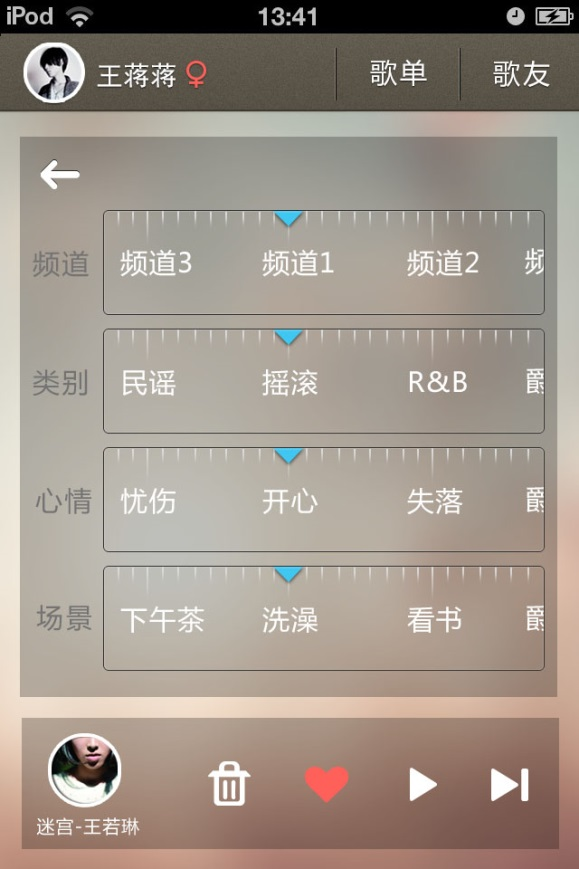 iPod 13:41
王蒋蒋 歌单 歌友
频道 频道3 频道1 频道2 频
类别 民谣 摇滚 R&B
心情 忧伤 开心 失落
场景 下午茶 洗澡 看书
迷宫-王若琳